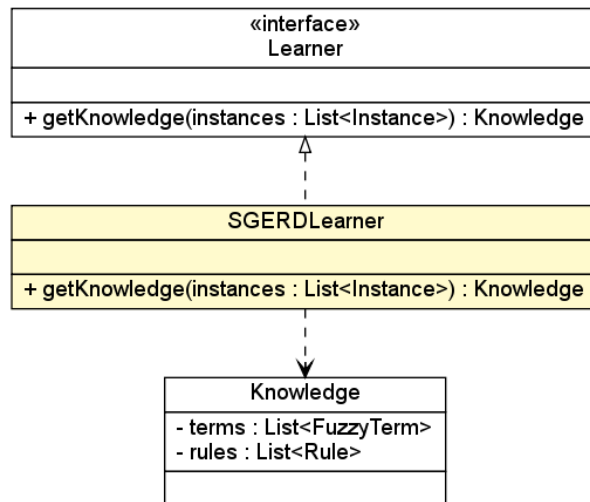 «interface»
Learner
+ getKnowledge(instances : List<Instance>) : Knowledge
SGERDLearner
+ getKnowledge(instances : List<Instance>) : Knowledge
Knowledge
- terms : List<FuzzyTerm>
- rules : List<Rule>